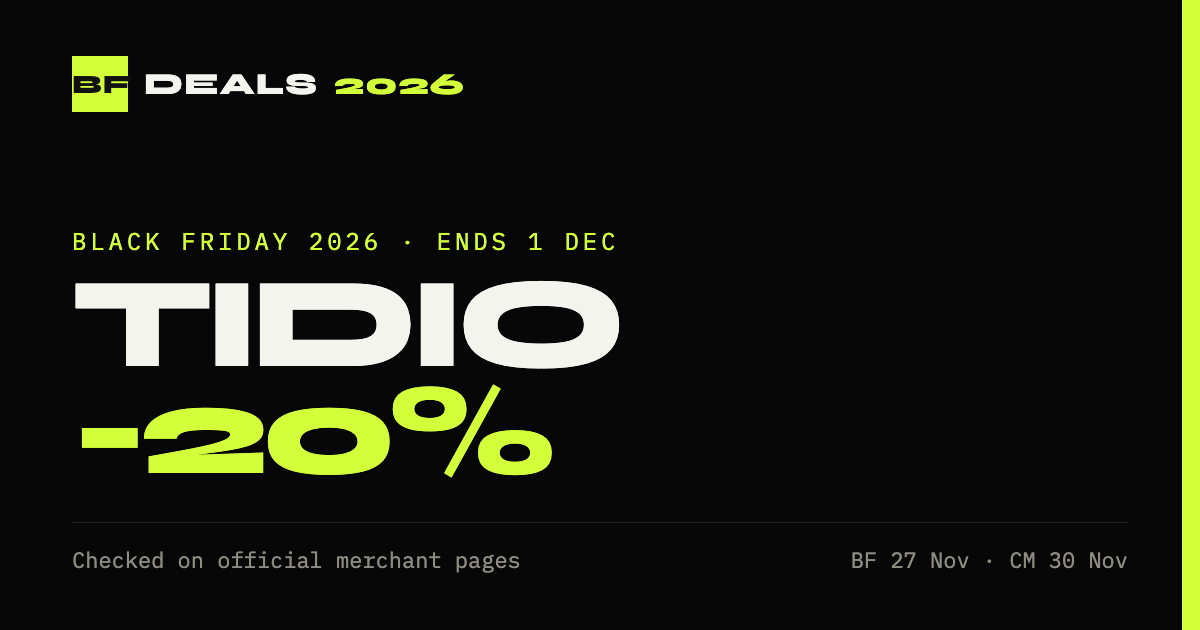 BF DEALS 2026
BLACK FRIDAY 2026 · ENDS 1 DEC
TIDIO
-20%
Checked on official merchant pages
BF 27 Nov · CM 30 Nov